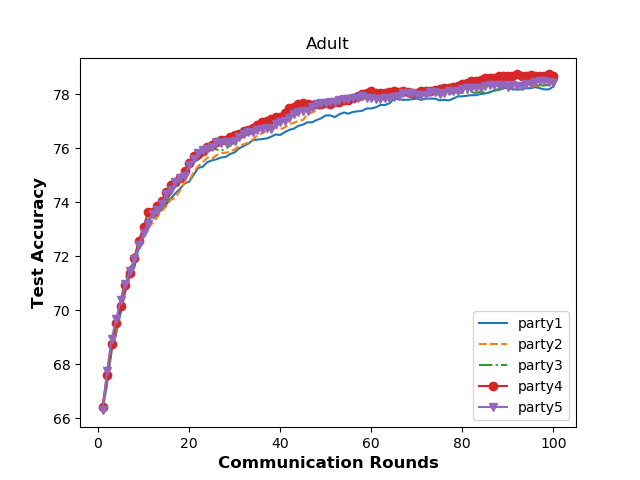 Adult
Test Accuracy
78
76
74
72
70
68
66
0 20 40 60 80 100
Communication Rounds
party1
party2
party3
party4
party5